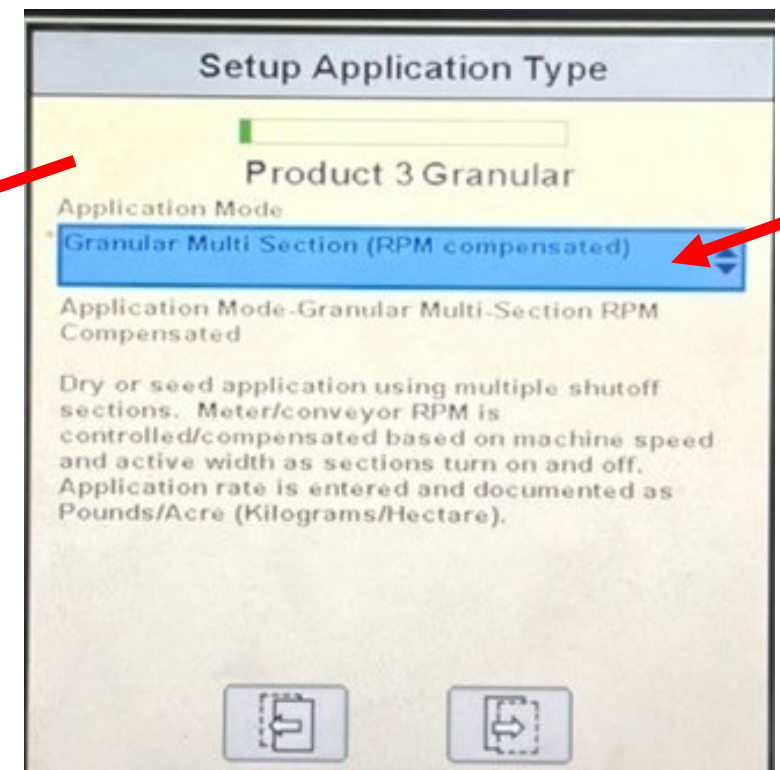 Setup Application Type
Product 3 Granular
Application Mode
Granular Multi Section (RPM compensated)
Application Mode-Granular Multi-Section RPM
Compensated
Dry or seed application using multiple shutoff
sections. Meter/conveyor RPM is
controlled/compensated based on machine speed
and active width as sections turn on and off.
Application rate is entered and documented as
Pounds/Acre (Kilograms/Hectare).